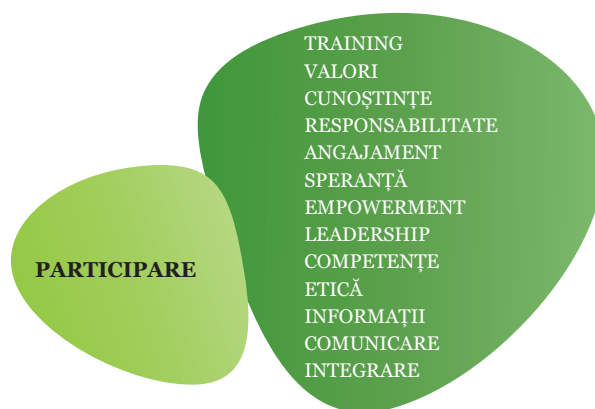 TRAINING
VALORI
CUNOȘTINȚE
RESPONSABILITATE
ANGAJAMENT
SPERANȚĂ
EMPOWERMENT
LEADERSHIP
COMPETENȚE
ETICĂ
INFORMAȚII
COMUNICARE
INTEGRARE
PARTICIPARE